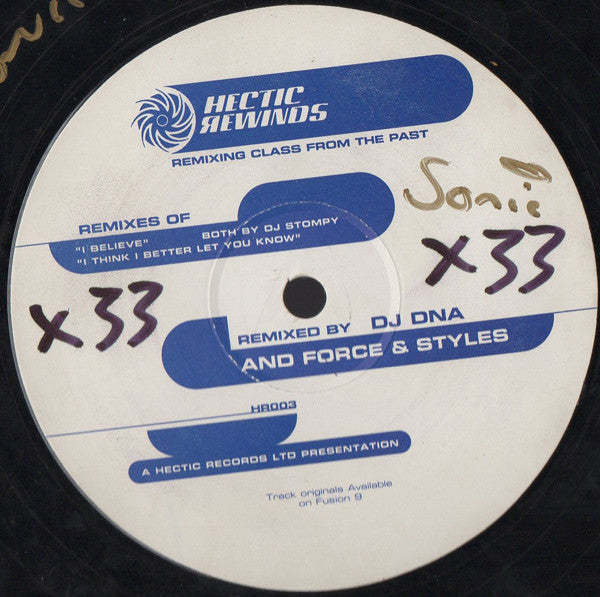 HECTIC
REWINDS
REMIXING CLASS FROM THE PAST
Sonic
REMIXES OF
"I BELIEVE" BOTH BY DJ STOMPY
"I THINK I BETTER LET YOU KNOW"
x 33
x 33
REMIXED BY DJ DNA
AND FORCE & STYLES
HR003
A HECTIC RECORDS LTD PRESENTATION
Track originals Available
on Fusion 9